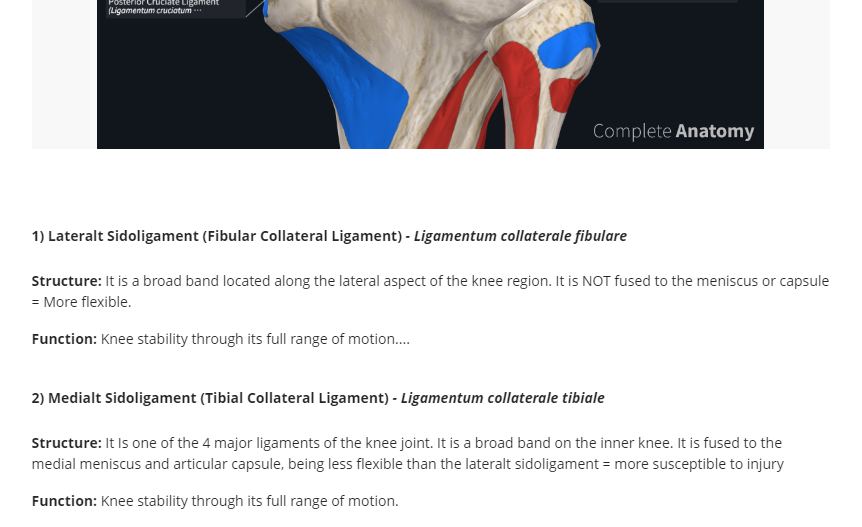 Posterior Cruciate Ligament
(Ligamentum cruciatum ···
Complete Anatomy
1) Lateralt Sidoligament (Fibular Collateral Ligament) - Ligamentum collaterale fibulare
Structure: It is a broad band located along the lateral aspect of the knee region. It is NOT fused to the meniscus or capsule
= More flexible.
Function: Knee stability through its full range of motion....
2) Medialt Sidoligament (Tibial Collateral Ligament) - Ligamentum collaterale tibiale
Structure: It Is one of the 4 major ligaments of the knee joint. It is a broad band on the inner knee. It is fused to the
medial meniscus and articular capsule, being less flexible than the lateralt sidoligament = more susceptible to injury
Function: Knee stability through its full range of motion.